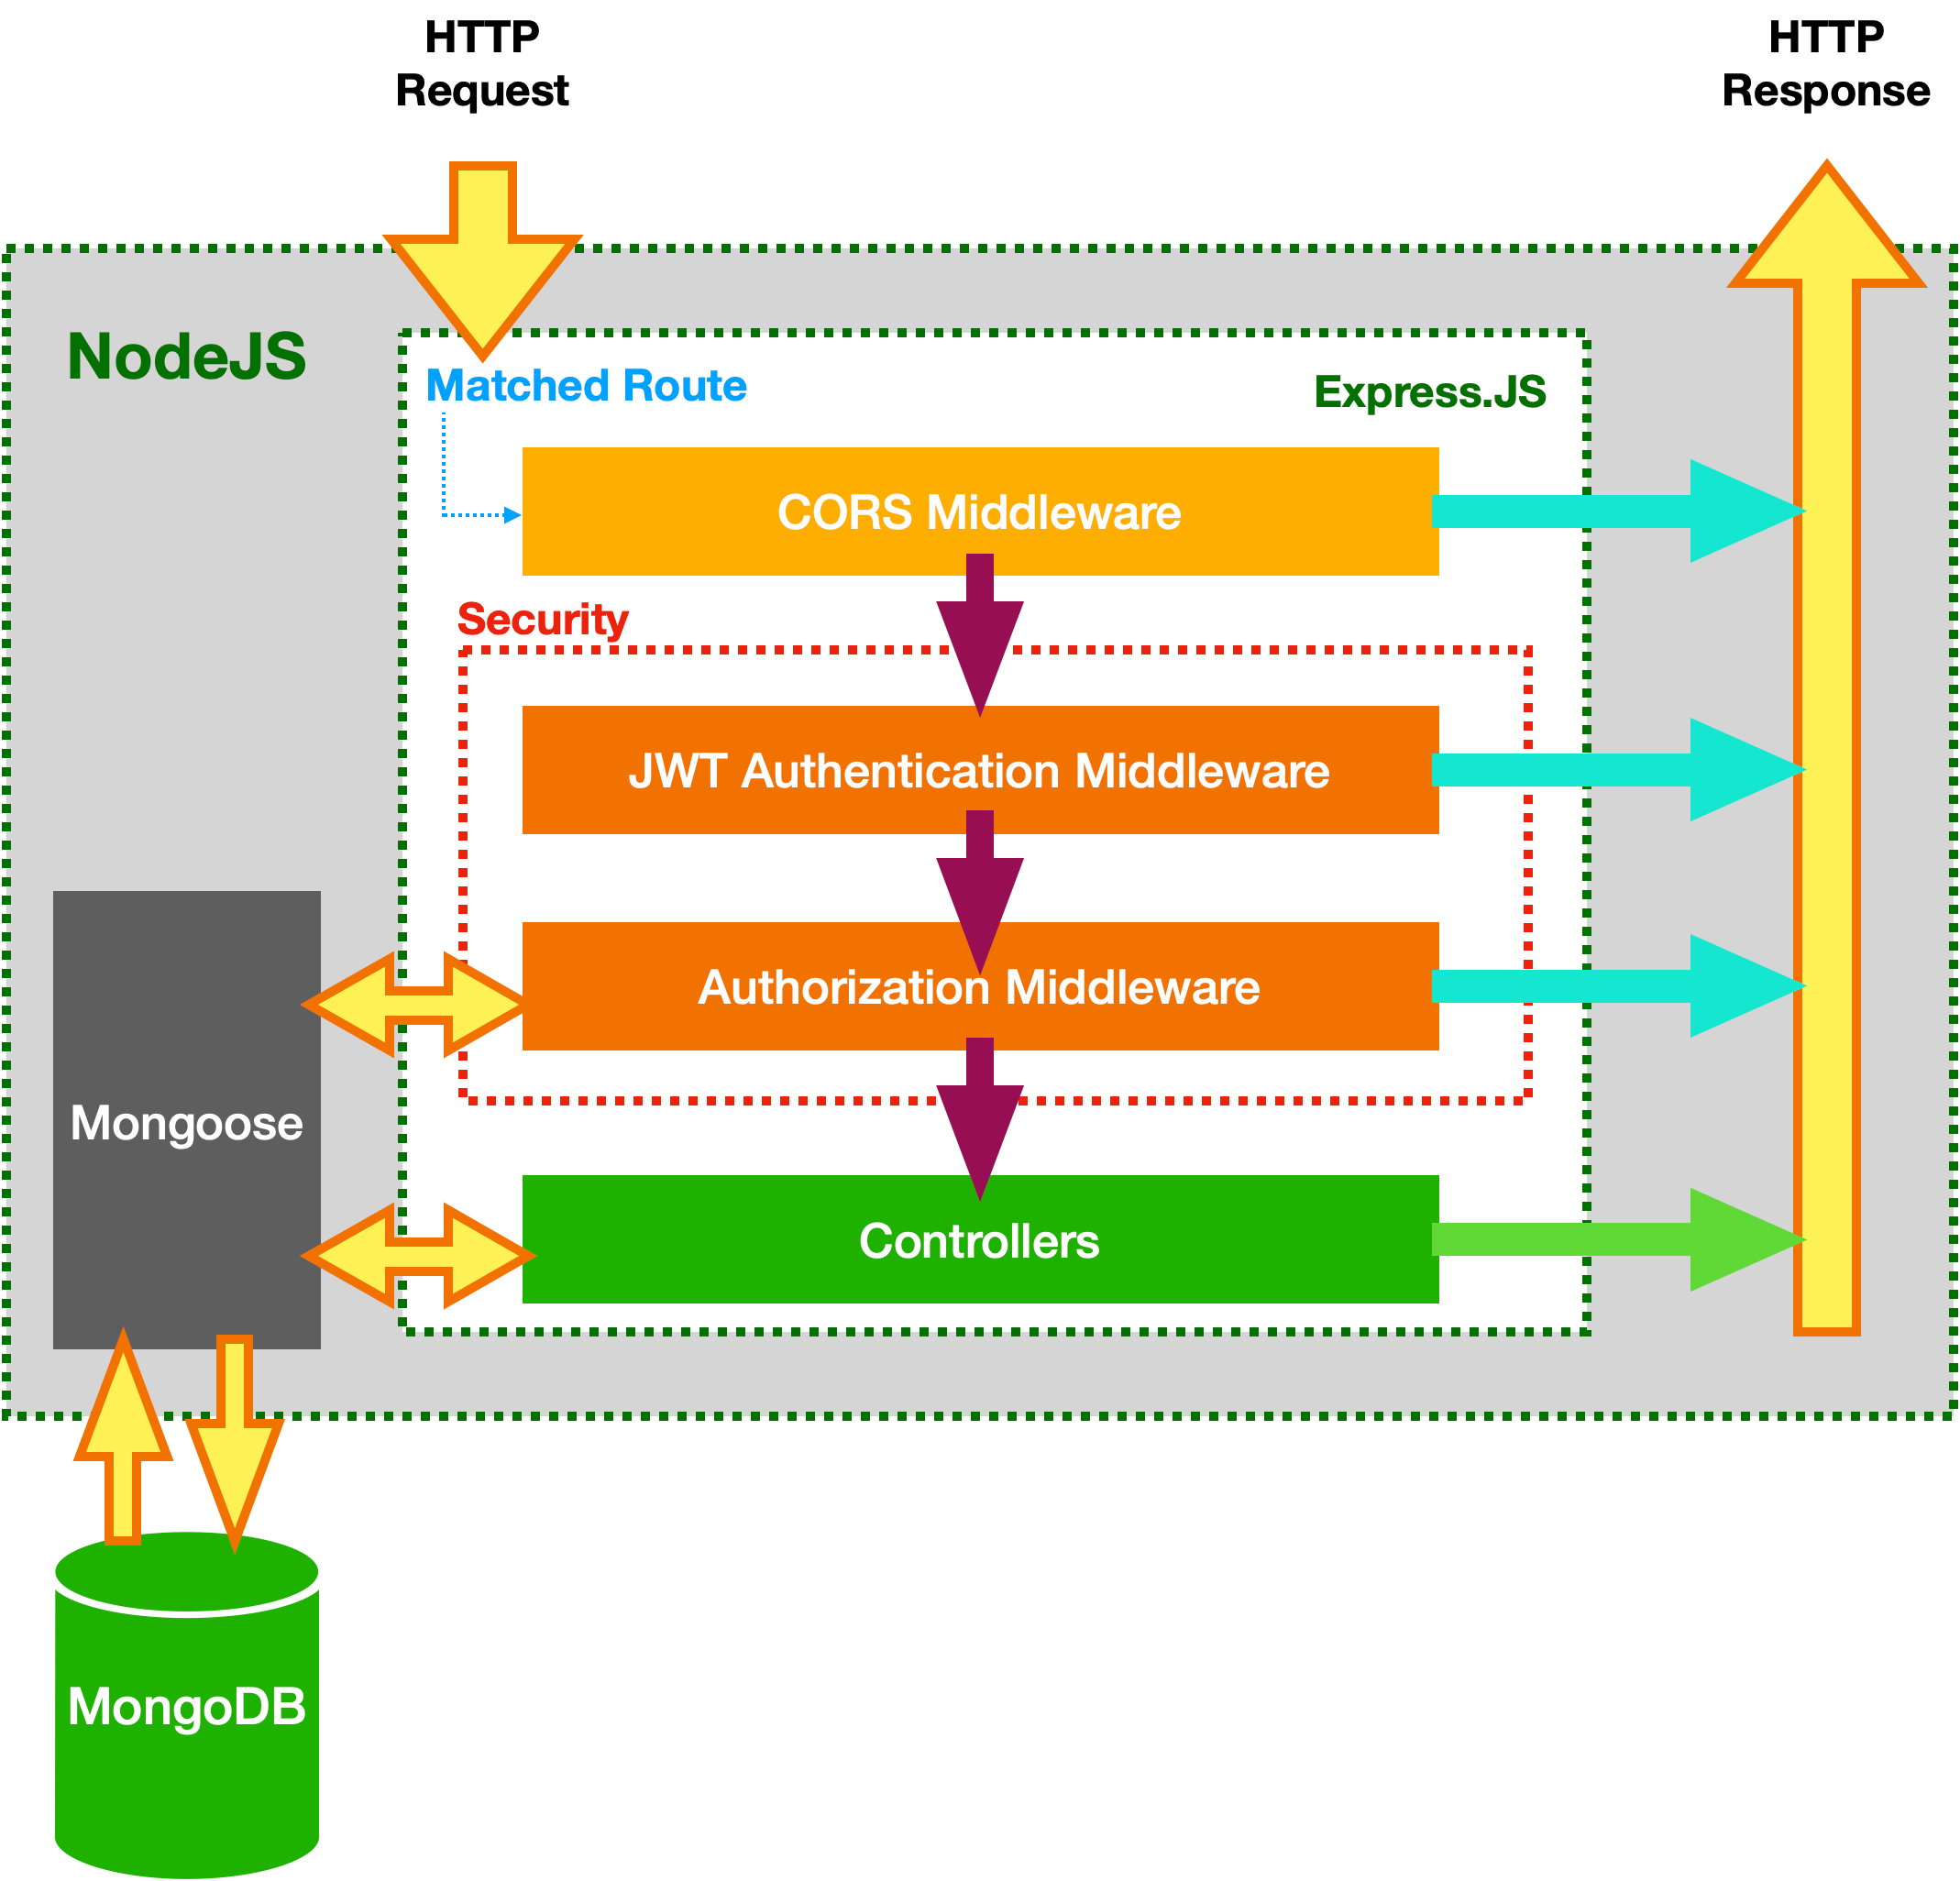 HTTP
Request
HTTP
Response
NodeJS
Matched Route
Express.JS
CORS Middleware
Security
JWT Authentication Middleware
Authorization Middleware
Mongoose
Controllers
MongoDB